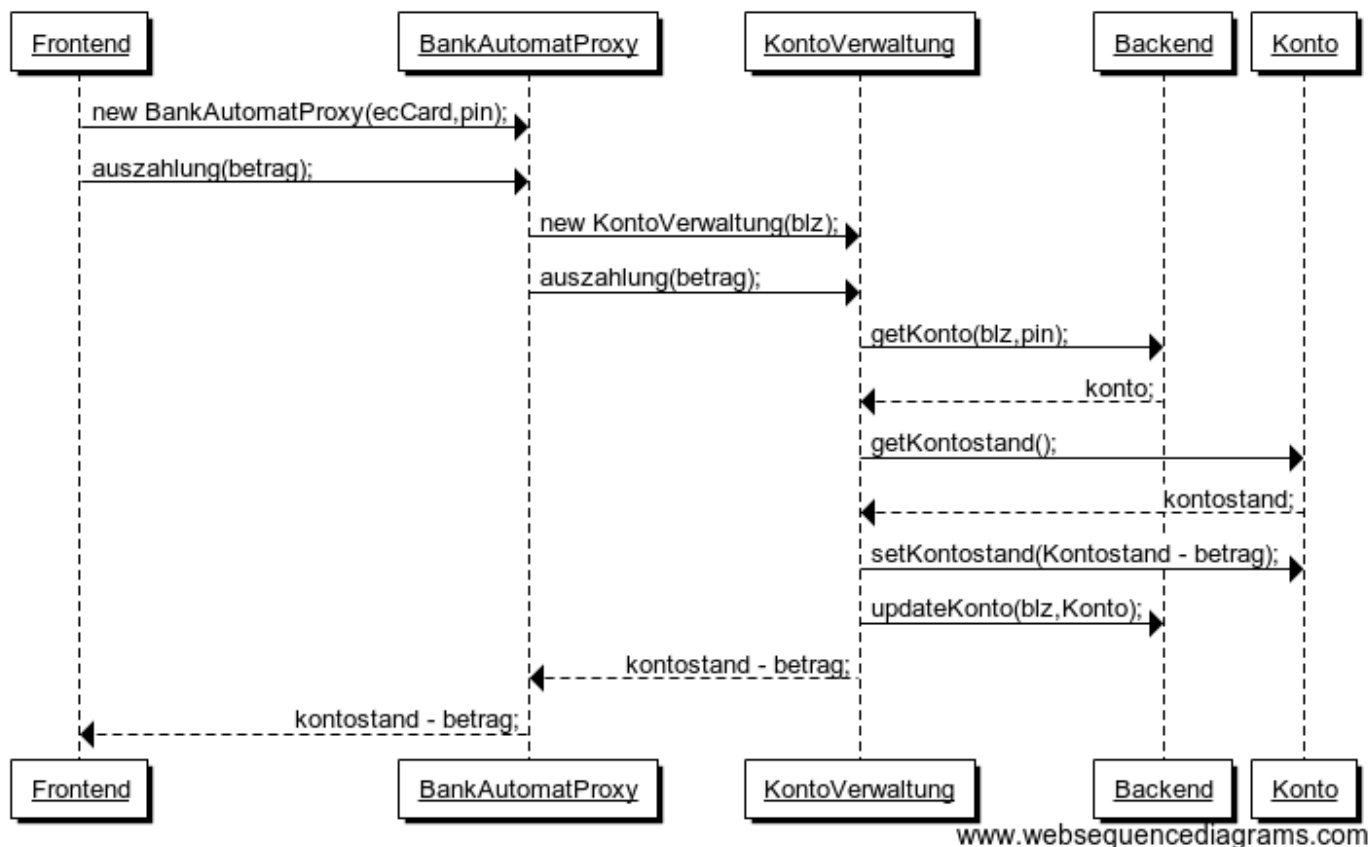 Frontend
BankAutomatProxy
KontoVerwaltung
Backend
Konto
new BankAutomatProxy(ecCard,pin);
auszahlung(betrag);
new KontoVerwaltung(blz);
auszahlung(betrag);
getKonto(blz,pin);
konto;
getKontostand();
kontostand;
setKontostand(Kontostand - betrag);
updateKonto(blz,Konto);
kontostand - betrag;
kontostand - betrag;
Frontend
BankAutomatProxy
KontoVerwaltung
Backend
Konto
www.websequencediagrams.com